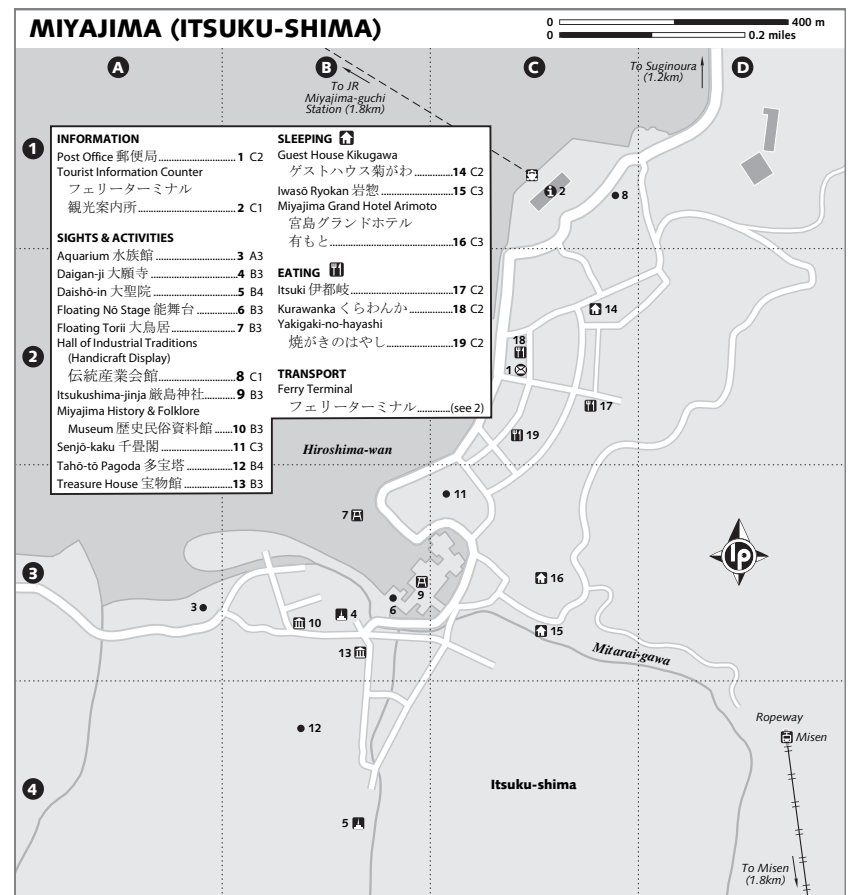 MIYAJIMA (ITSUKU-SHIMA)
0 400 m
0 0.2 miles
A B C D
To JR
Miyajima-guchi
Station (1.8km)
To Suginoura
(1.2km)
1
INFORMATION
Post Office 郵便局 1 C2
Tourist Information Counter
フェリーターミナル
観光案内所 2 C1
SIGHTS & ACTIVITIES
Aquarium 水族館 3 A3
Daigan-ji 大願寺 4 B3
Daishō-in 大聖院 5 B4
Floating Nō Stage 能舞台 6 B3
Floating Torii 大鳥居 7 B3
Hall of Industrial Traditions
(Handicraft Display)
伝統産業会館 8 C1
Itsukushima-jinja 厳島神社 9 B3
Miyajima History & Folklore
Museum 歴史民俗資料館 10 B3
Senjō-kaku 千畳閣 11 C3
Tahō-tō Pagoda 多宝塔 12 B4
Treasure House 宝物館 13 B3
SLEEPING
Guest House Kikugawa
ゲストハウス菊がわ 14 C2
Iwasō Ryokan 岩惣 15 C3
Miyajima Grand Hotel Arimoto
宮島グランドホテル
有もと 16 C3
EATING
Itsuki 伊都岐 17 C2
Kurawanka くらわんか 18 C2
Yakigaki-no-hayashi
焼がきのはやし 19 C2
TRANSPORT
Ferry Terminal
フェリーターミナル (see 2)
2
8
14
2
18
1
17
19
Hiroshima-wan
11
7
lp
3
16
9
6
3
4
10
15
13
Mitarai-gawa
12
Ropeway
Misen
4
Itsuku-shima
5
To Misen
(1.8km)